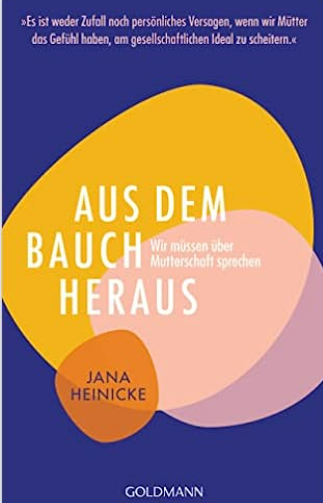 »Es ist weder Zufall noch persönliches Versagen, wenn wir Mütter
das Gefühl haben, am gesellschaftlichen Ideal zu scheitern.«
AUS DEM
BAUCH
HERAUS
Wir müssen über
Mutterschaft sprechen
JANA
HEINICKE
GOLDMANN